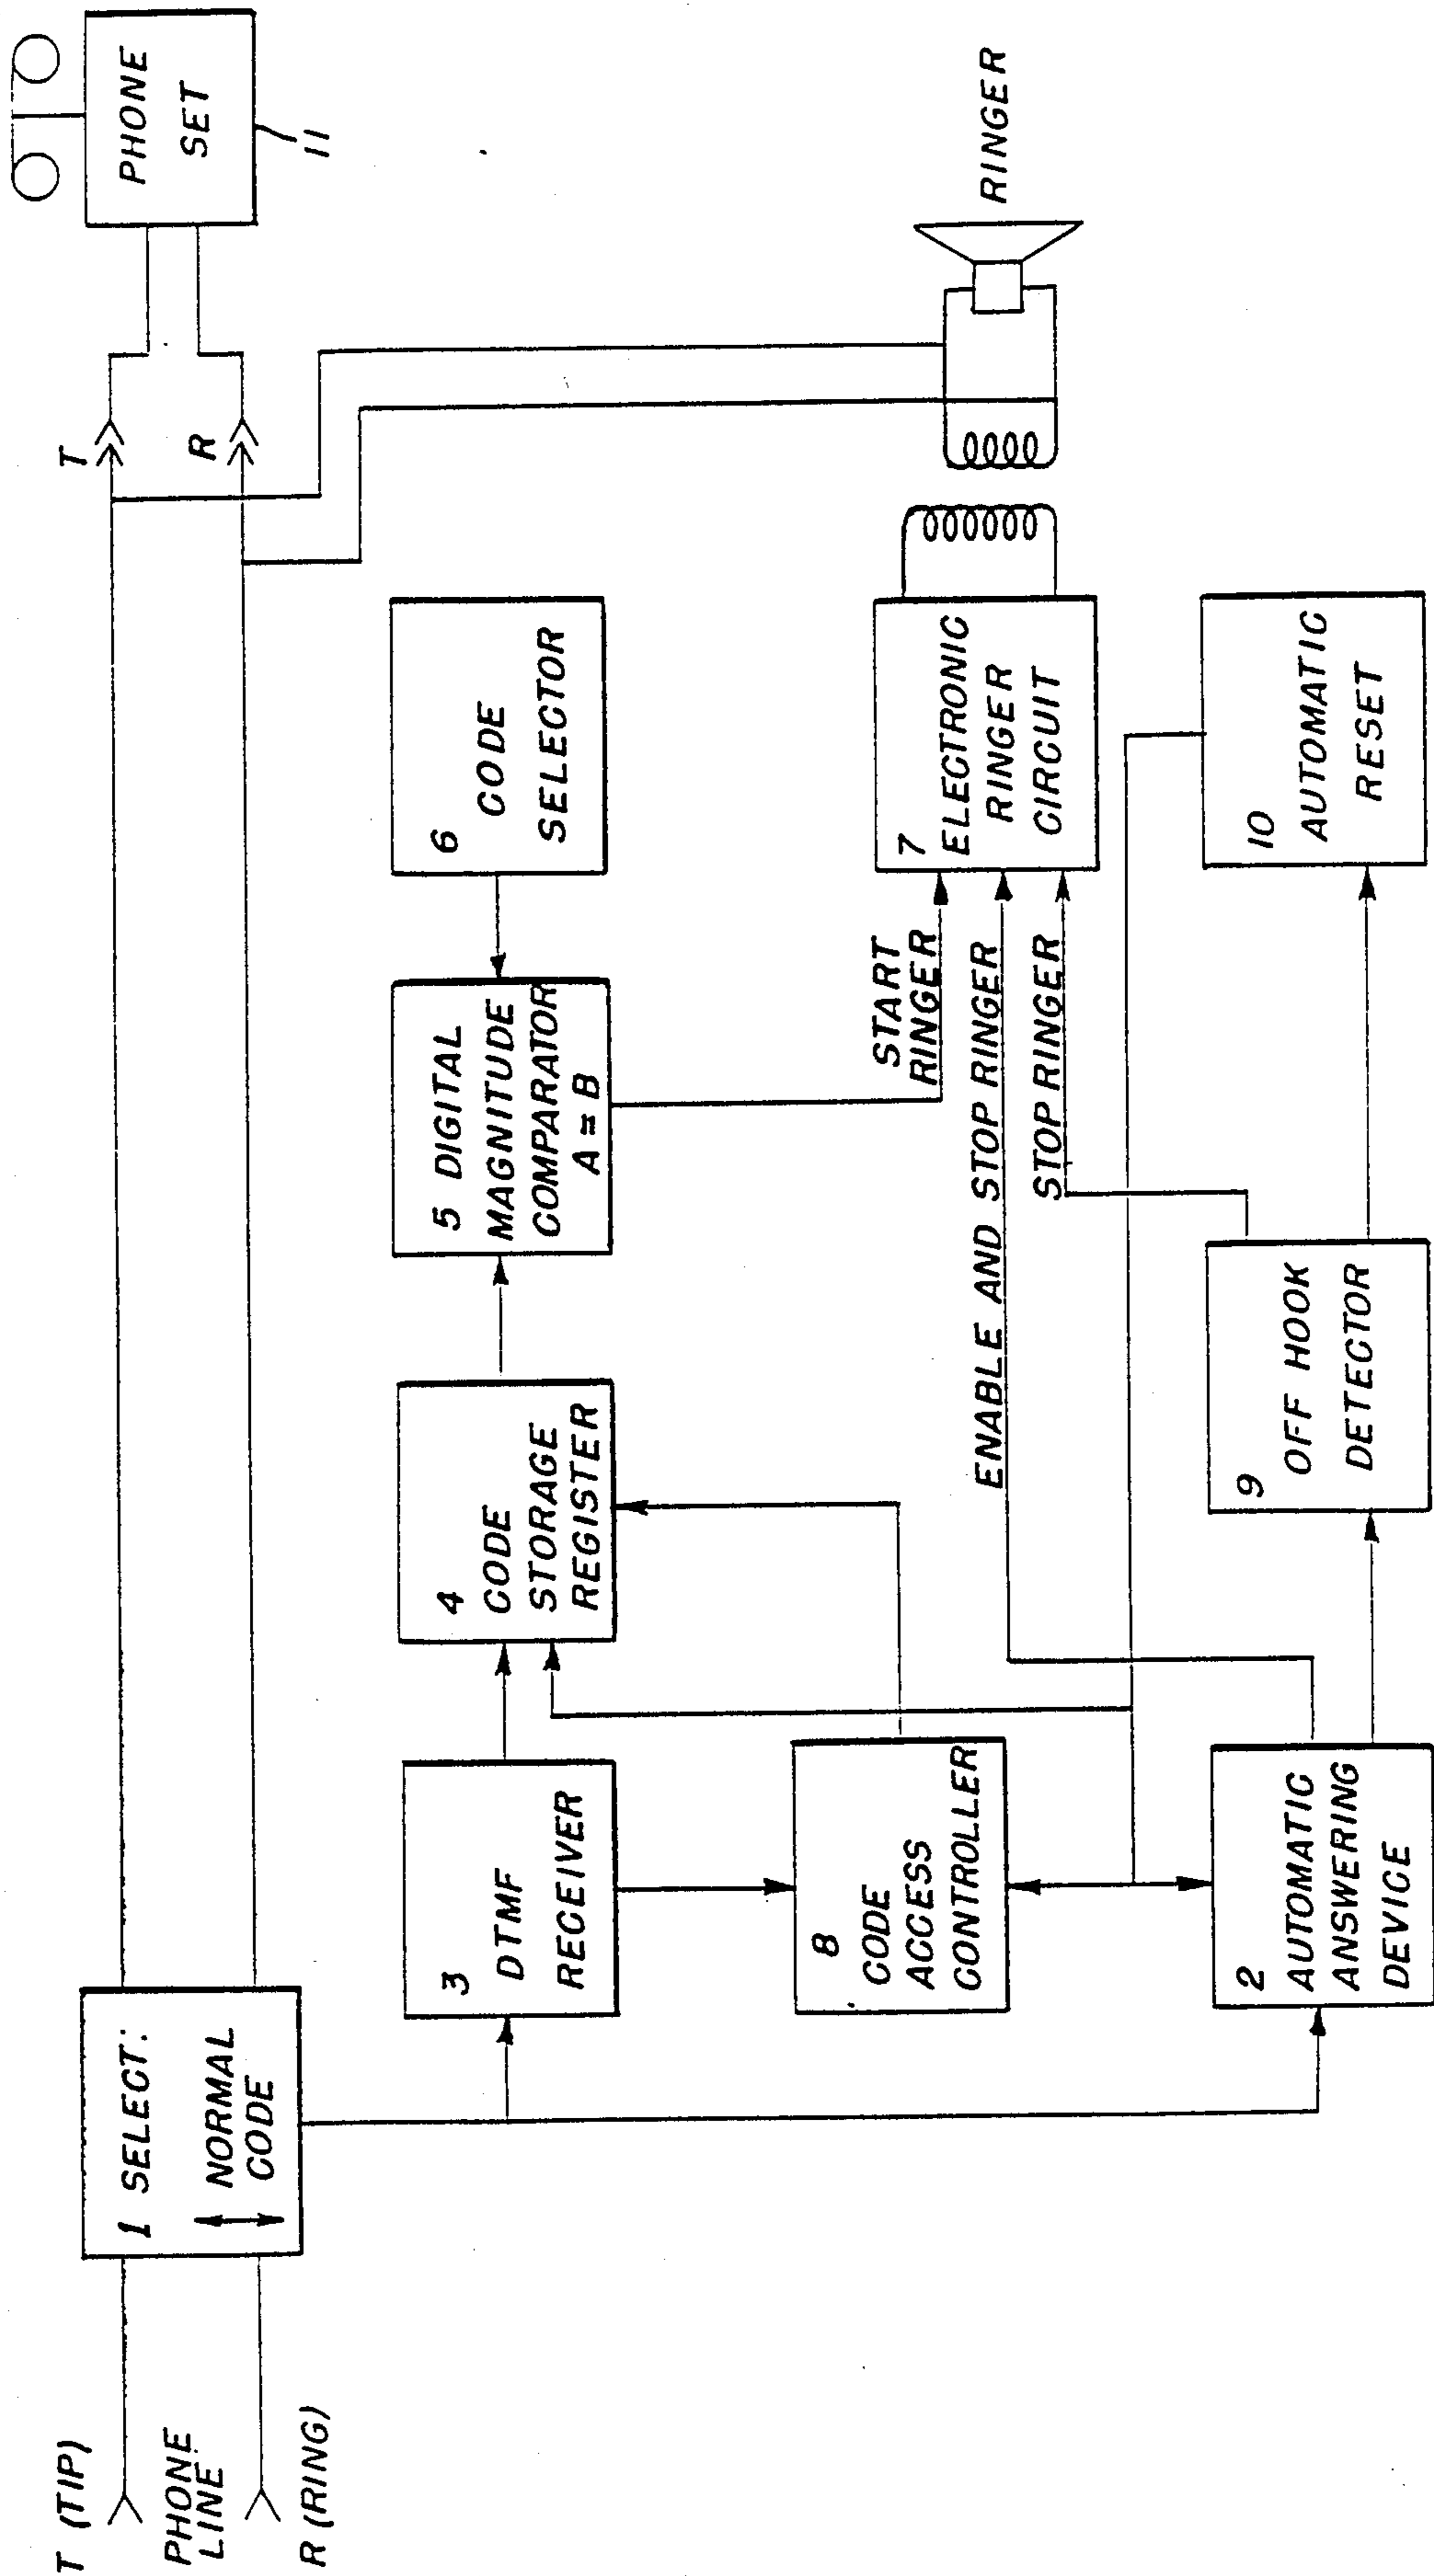 T (TIP)
PHONE
LINE
R (RING)
1 SELECT:
NORMAL
CODE
T
R
PHONE
SET
11
3
DTMF
RECEIVER
4
CODE
STORAGE
REGISTER
5 DIGITAL
MAGNITUDE
COMPARATOR
A = B
6
CODE
SELECTOR
8
CODE
ACCESS
CONTROLLER
START
RINGER
ENABLE AND STOP RINGER
STOP RINGER
7
ELECTRONIC
RINGER
CIRCUIT
RINGER
2
AUTOMATIC
ANSWERING
DEVICE
9
OFF HOOK
DETECTOR
10
AUTOMATIC
RESET